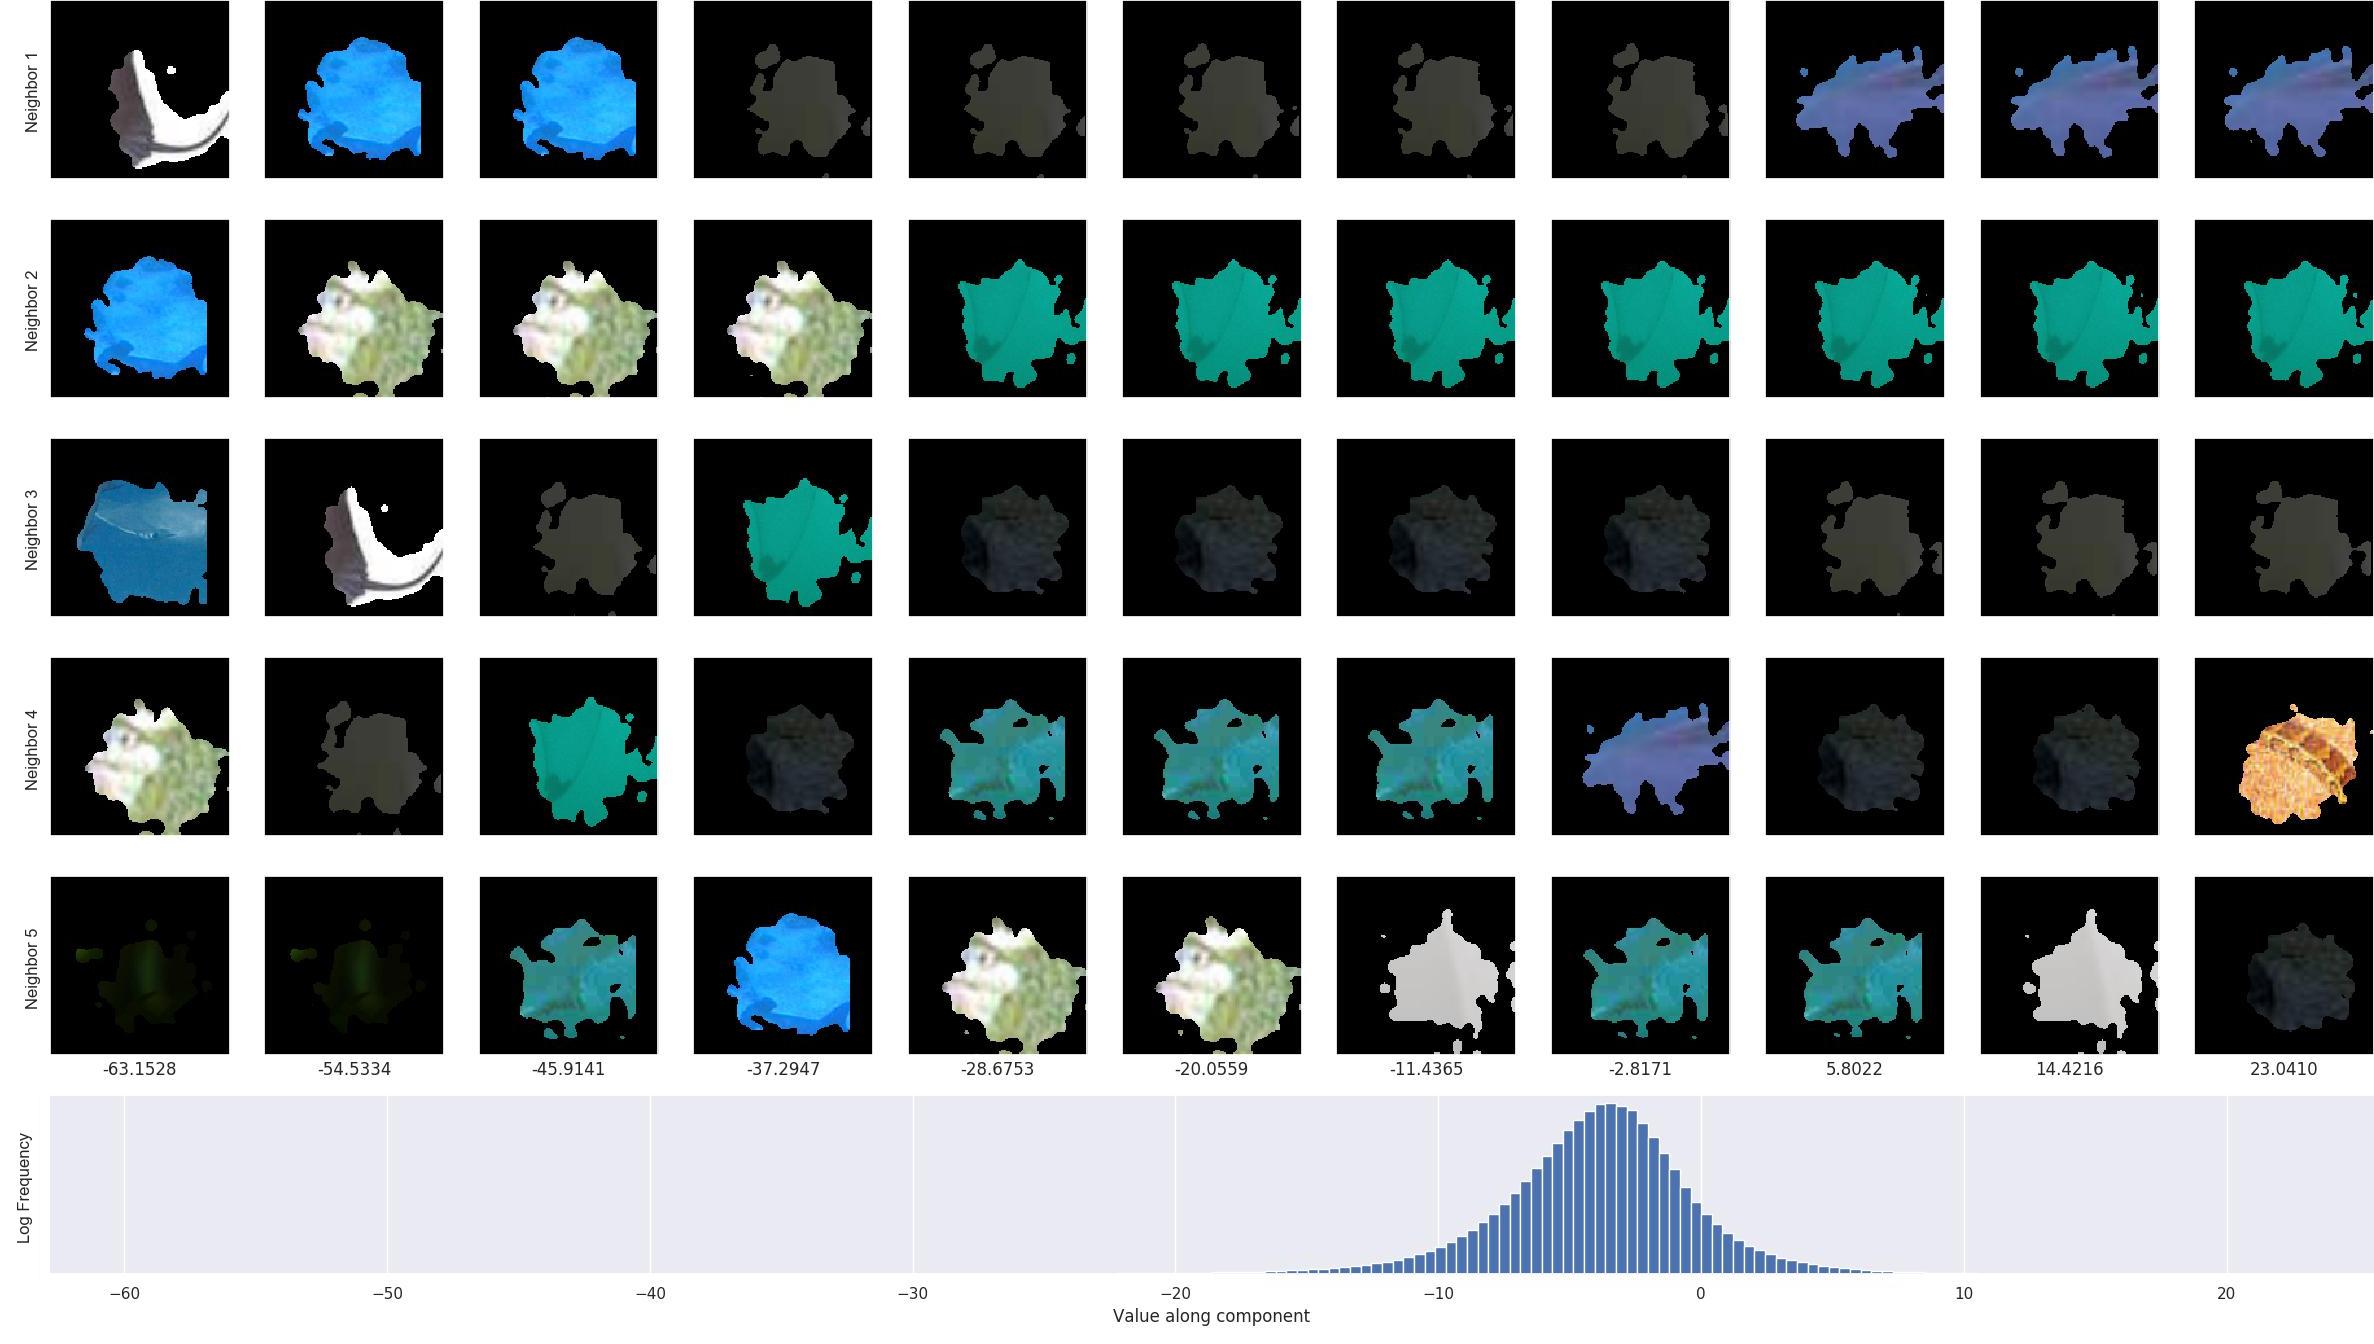 Neighbor 1
Neighbor 2
Neighbor 3
Neighbor 4
Neighbor 5
-63.1528 -54.5334 -45.9141 -37.2947 -28.6753 -20.0559 -11.4365 -2.8171 5.8022 14.4216 23.0410
Log Frequency
−60 −50 −40 −30 −20 −10 0 10 20
Value along component